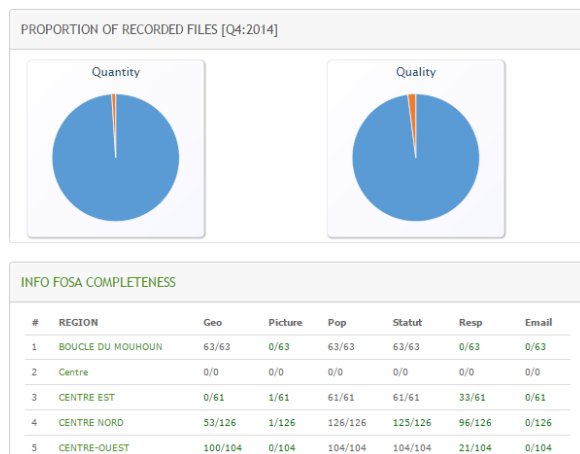 PROPORTION OF RECORDED FILES [Q4:2014]
Quantity Quality
INFO FOSA COMPLETENESS
# REGION Geo Picture Pop Statut Resp Email
1 BOUCLE DU MOUHOUN 63/63 0/63 63/63 63/63 0/63 0/63
2 Centre 0/0 0/0 0/0 0/0 0/0 0/0
3 CENTRE EST 0/61 1/61 61/61 61/61 33/61 0/61
4 CENTRE NORD 53/126 1/126 126/126 125/126 96/126 0/126
5 CENTRE-OUEST 100/104 0/104 104/104 104/104 21/104 0/104